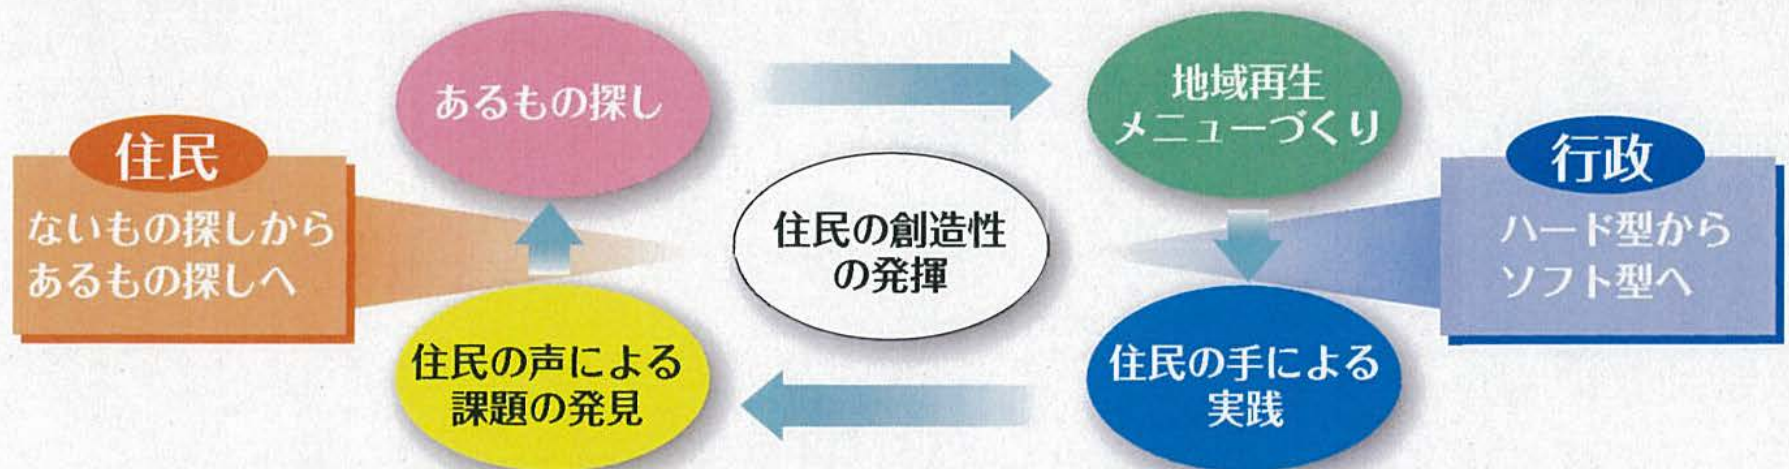 あるもの探し
地域再生
メニューづくり
住民
ないもの探しから
あるもの探しへ
住民の創造性
の発揮
行政
ハード型から
ソフト型へ
住民の声による
課題の発見
住民の手による
実践